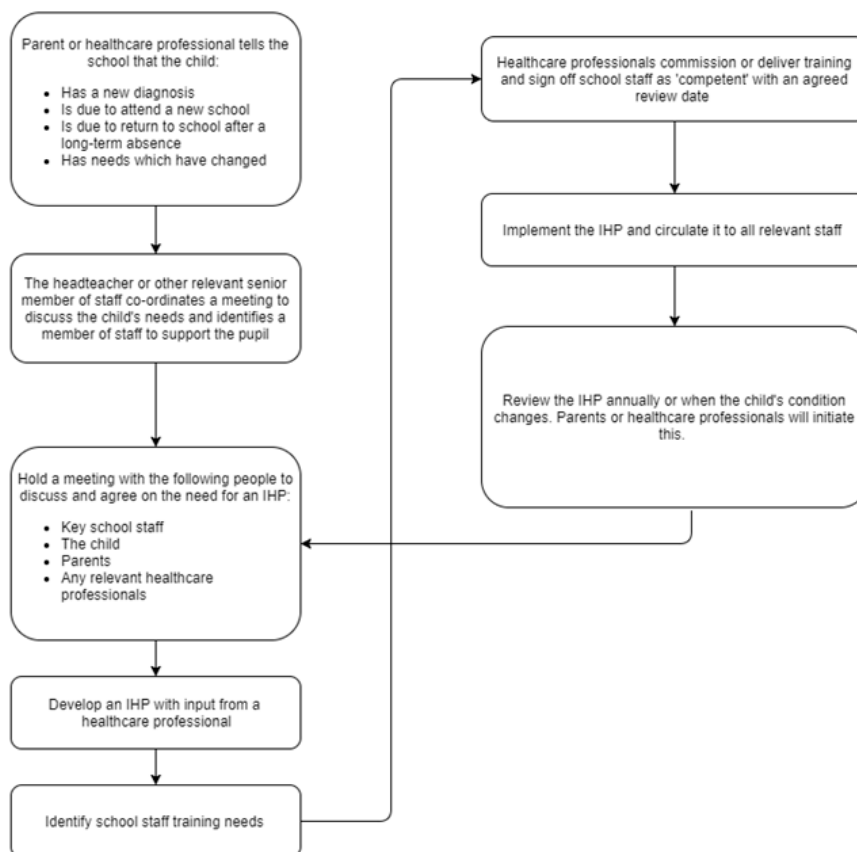 Parent or healthcare professional tells the
school that the child:
• Has a new diagnosis
• Is due to attend a new school
• Is due to return to school after a
long-term absence
• Has needs which have changed
The headteacher or other relevant senior
member of staff co-ordinates a meeting to
discuss the child's needs and identifies a
member of staff to support the pupil
Hold a meeting with the following people to
discuss and agree on the need for an IHP:
• Key school staff
• The child
• Parents
• Any relevant healthcare
professionals
Develop an IHP with input from a
healthcare professional
Identify school staff training needs
Healthcare professionals commission or deliver training
and sign off school staff as 'competent' with an agreed
review date
Implement the IHP and circulate it to all relevant staff
Review the IHP annually or when the child's condition
changes. Parents or healthcare professionals will initiate
this.